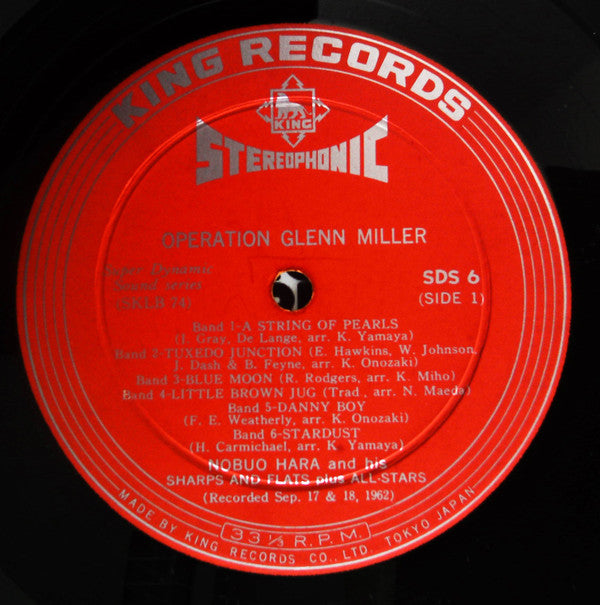 KING RECORDS
KING
STEREOPHONIC
OPERATION GLENN MILLER
Super Dynamic
Sound series
(SKLB 74)
SDS 6
(SIDE 1)
Band 1-A STRING OF PEARLS
(J. Gray, De Lange, arr. K. Yamaya)
Band 2-TUXEDO JUNCTION (E. Hawkins, W. Johnson,
J. Dash & B. Feyne, arr. K. Onozaki)
Band 3-BLUE MOON (R. Rodgers, arr. K. Miho)
Band 4-LITTLE BROWN JUG (Trad., arr. N. Maeda)
Band 5-DANNY BOY
(F. E. Weatherly, arr. K. Onozaki)
Band 6-STARDUST
(H. Carmichael, arr. K. Yamaya)
NOBUO HARA and his
SHARPS AND FLATS plus ALL-STARS
(Recorded Sep. 17 & 18, 1962)
33⅓ R.P.M.
MADE BY KING RECORDS CO., LTD. TOKYO JAPAN